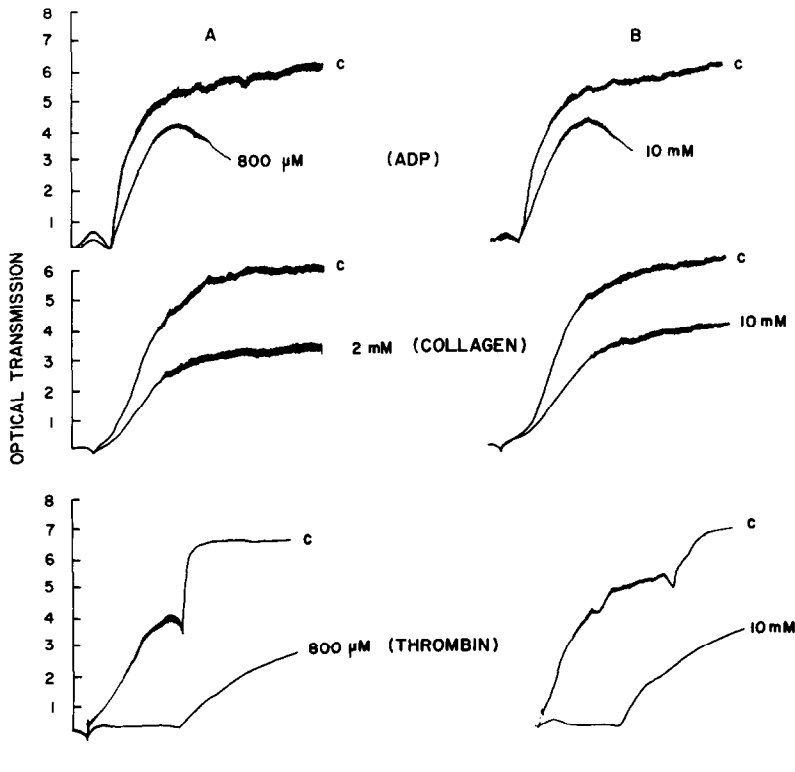 A B
8
7
6
5
4
3
2
1
C
800 µM
(ADP)
C
10 mM
OPTICAL TRANSMISSION
6
5
4
3
2
1
C
2 mM (COLLAGEN)
C
10 mM
8
7
6
5
4
3
2
1
C
800 µM (THROMBIN)
C
10 mM